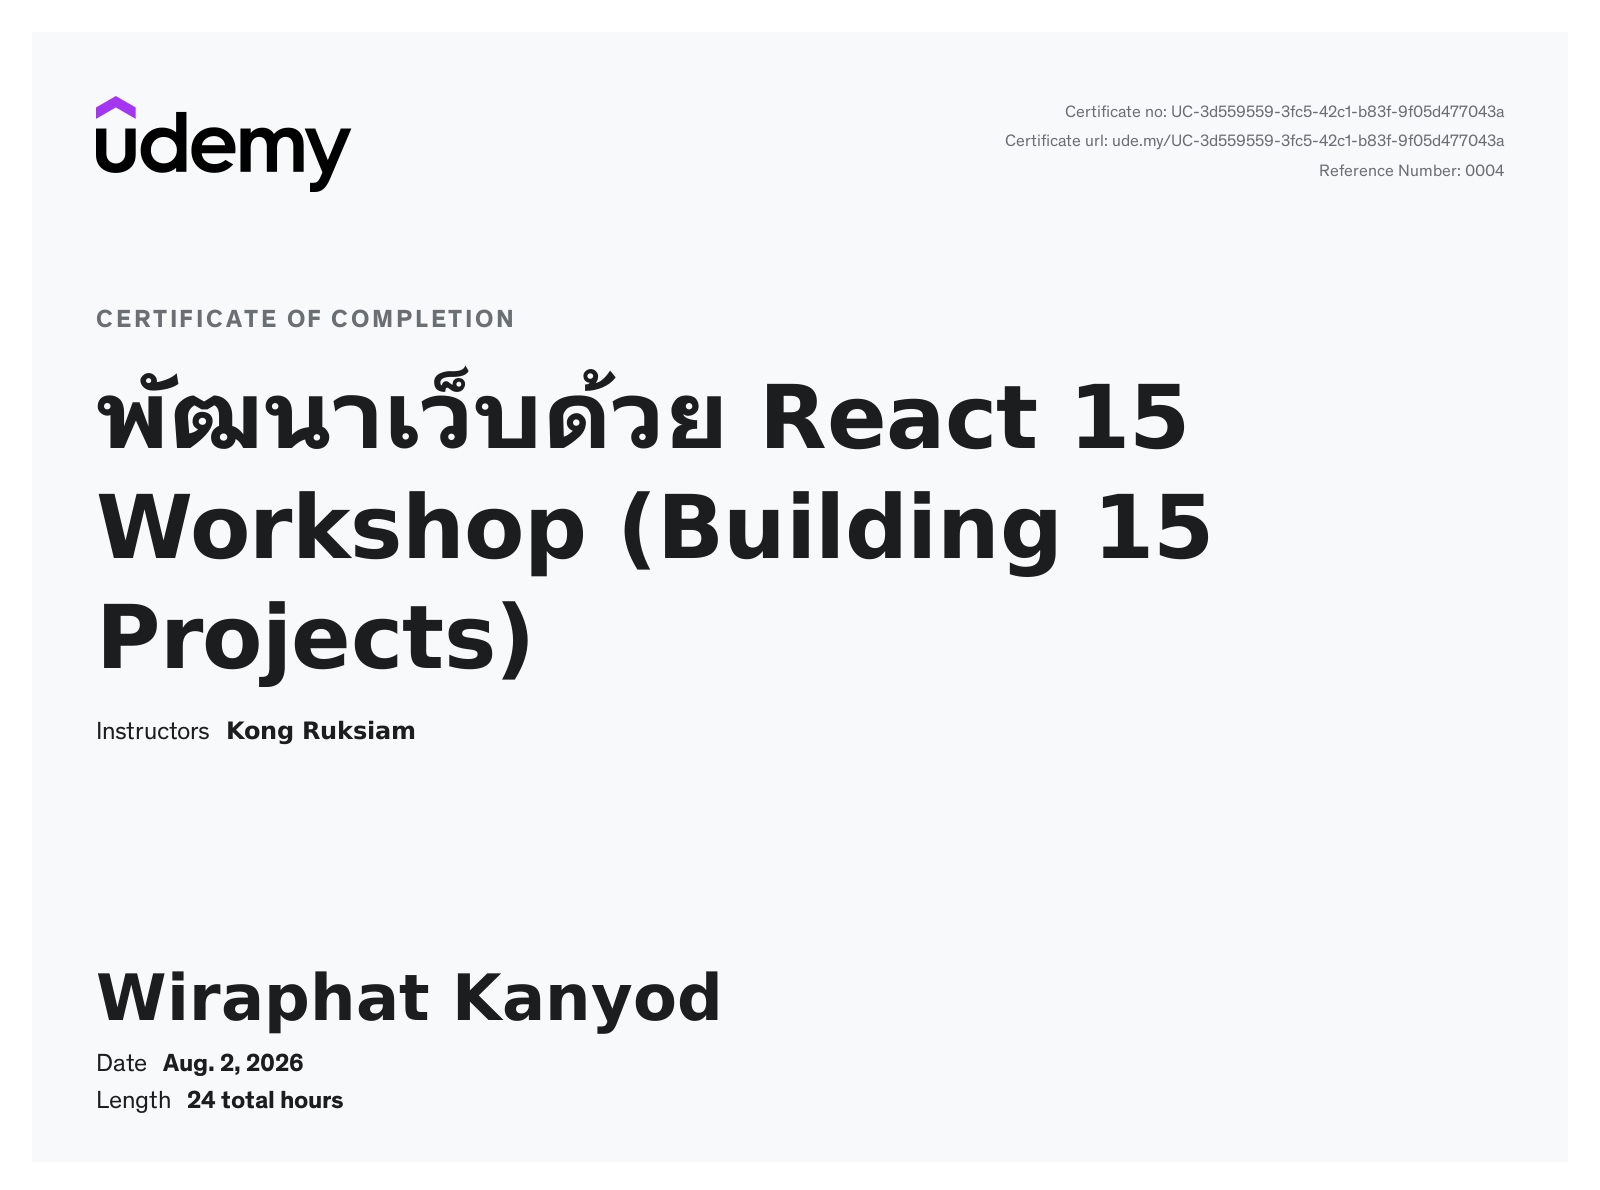 udemy
Certificate no: UC-3d559559-3fc5-42c1-b83f-9f05d477043a
Certificate url: ude.my/UC-3d559559-3fc5-42c1-b83f-9f05d477043a
Reference Number: 0004
CERTIFICATE OF COMPLETION
พัฒนาเว็บด้วย React 15
Workshop (Building 15
Projects)
Instructors Kong Ruksiam
Wiraphat Kanyod
Date Aug. 2, 2026
Length 24 total hours